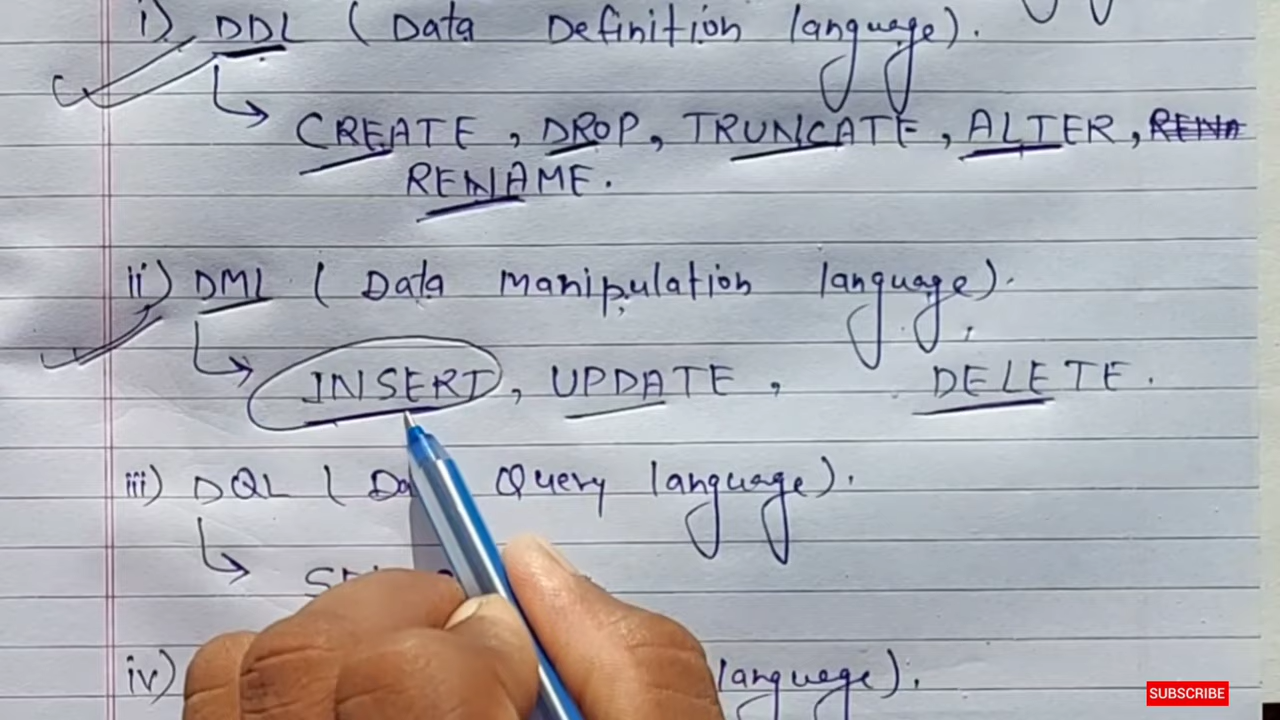 i) DDL ( Data Definition language).
CREATE, DROP, TRUNCATE, ALTER,
RENAME.
ii) DML ( Data Manipulation language).
INSERT, UPDATE, DELETE.
iii) DQL ( Query language).
iv) language).
SUBSCRIBE